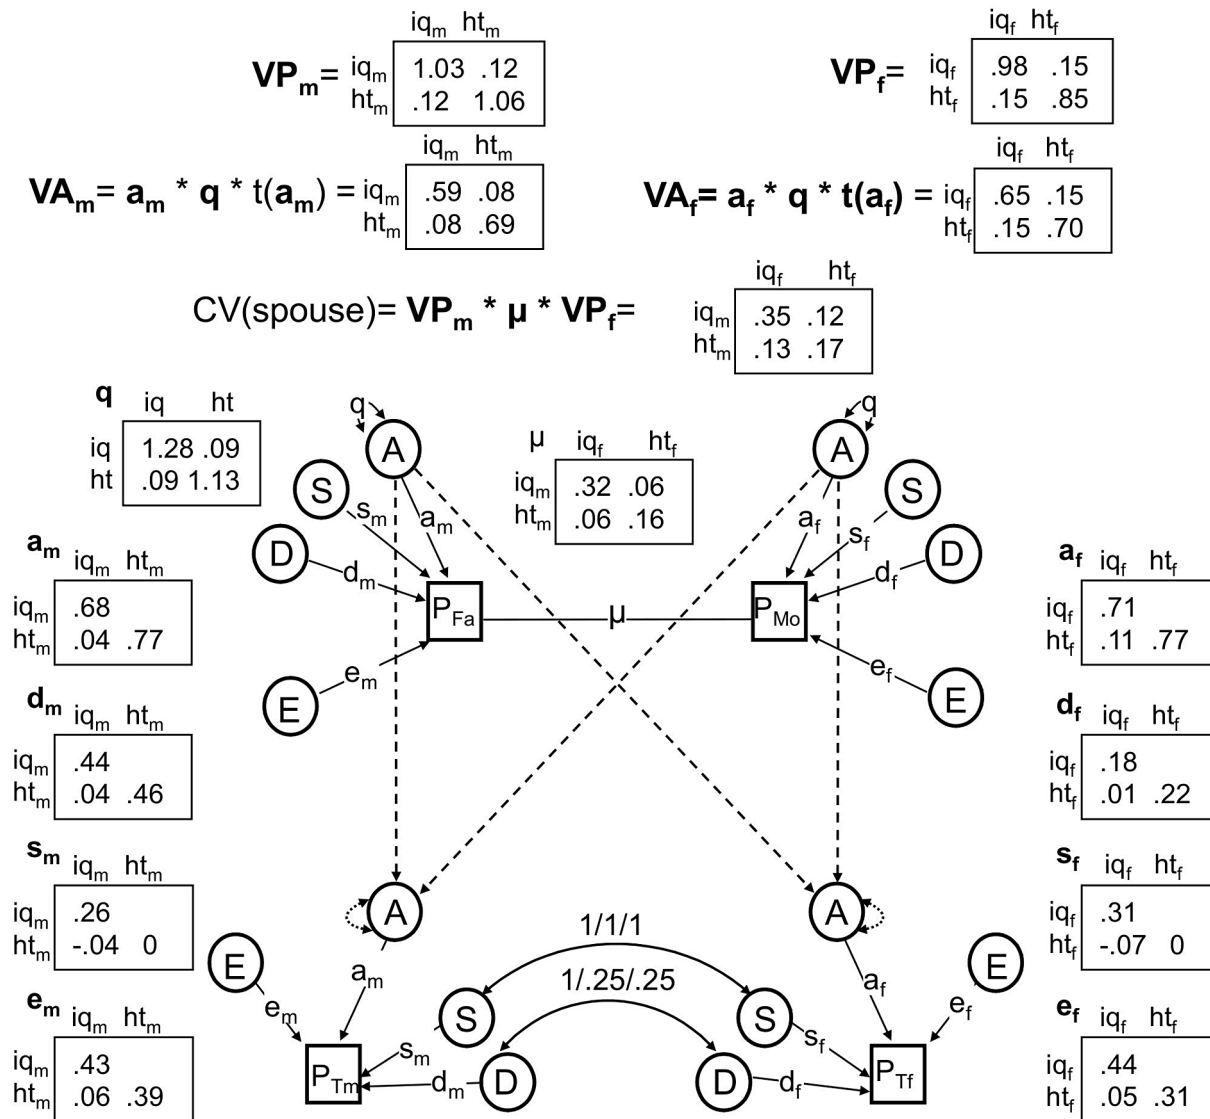 iqm htm
VPm= iqm 1.03 .12
htm .12 1.06
iqf htf
VPf= iqf .98 .15
htf .15 .85
iqm htm
VAm= am * q * t(am) = iqm .59 .08
htm .08 .69
iqf htf
VAf= af * q * t(af) = iqf .65 .15
htf .15 .70
iqf htf
CV(spouse)= VPm * µ * VPf= iqm .35 .12
htm .13 .17
q iq ht
iq 1.28 .09
ht .09 1.13
µ iqf htf
iqm .32 .06
htm .06 .16
q
A
S
sm
am
D
dm
PFa
em
E
µ
q
A
S
sf
af
D
df
PMo
ef
E
am iqm htm
iqm .68
htm .04 .77
dm iqm htm
iqm .44
htm .04 .46
sm iqm htm
iqm .26
htm -.04 0
em iqm htm
iqm .43
htm .06 .39
af iqf htf
iqf .71
htf .11 .77
df iqf htf
iqf .18
htf .01 .22
sf iqf htf
iqf .31
htf -.07 0
ef iqf htf
iqf .44
htf .05 .31
A
A
1/1/1
1/.25/.25
E
em
am
S
sm
D
dm
PTm
E
ef
af
S
sf
D
df
PTf